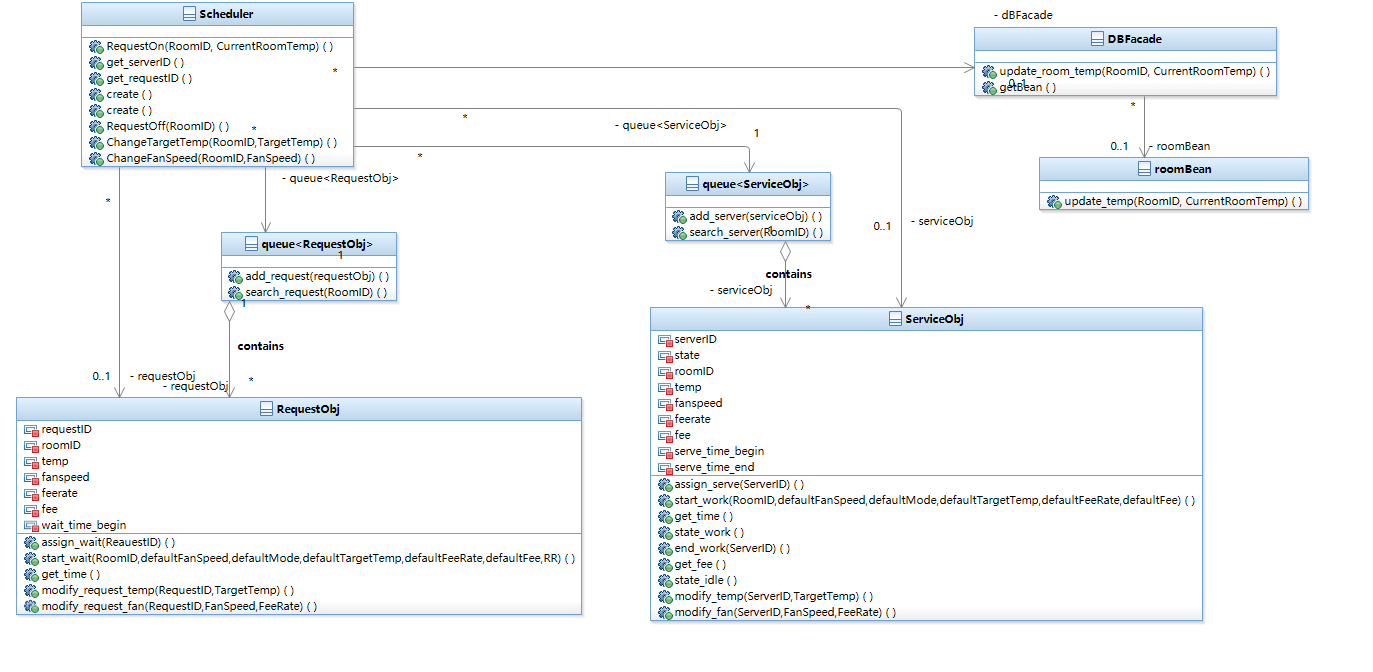 Scheduler
RequestOn(RoomID, CurrentRoomTemp) ( )
get_serverID ( )
get_requestID ( )
create ( )
create ( )
RequestOff(RoomID) ( )
ChangeTargetTemp(RoomID,TargetTemp) ( )
ChangeFanSpeed(RoomID,FanSpeed) ( )
*
*
*
*
*
- dBFacade
DBFacade
update_room_temp(RoomID, CurrentRoomTemp) ( )
getBean ( )
0..1
*
0..1
- roomBean
roomBean
update_temp(RoomID, CurrentRoomTemp) ( )
- queue<ServiceObj>
1
- queue<RequestObj>
queue<ServiceObj>
add_server(serviceObj) ( )
search_server(RoomID) ( )
1
contains
- serviceObj
*
0..1
- serviceObj
queue<RequestObj>
1
add_request(requestObj) ( )
search_request(RoomID) ( )
1
contains
0..1
- requestObj
- requestObj
*
RequestObj
requestID
roomID
temp
fanspeed
feerate
fee
wait_time_begin
assign_wait(ReauestID) ( )
start_wait(RoomID,defaultFanSpeed,defaultMode,defaultTargetTemp,defaultFeeRate,defaultFee,RR) ( )
get_time ( )
modify_request_temp(RequestID,TargetTemp) ( )
modify_request_fan(RequestID,FanSpeed,FeeRate) ( )
ServiceObj
serverID
state
roomID
temp
fanspeed
feerate
fee
serve_time_begin
serve_time_end
assign_serve(ServerID) ( )
start_work(RoomID,defaultFanSpeed,defaultMode,defaultTargetTemp,defaultFeeRate,defaultFee) ( )
get_time ( )
state_work ( )
end_work(ServerID) ( )
get_fee ( )
state_idle ( )
modify_temp(ServerID,TargetTemp) ( )
modify_fan(ServerID,FanSpeed,FeeRate) ( )